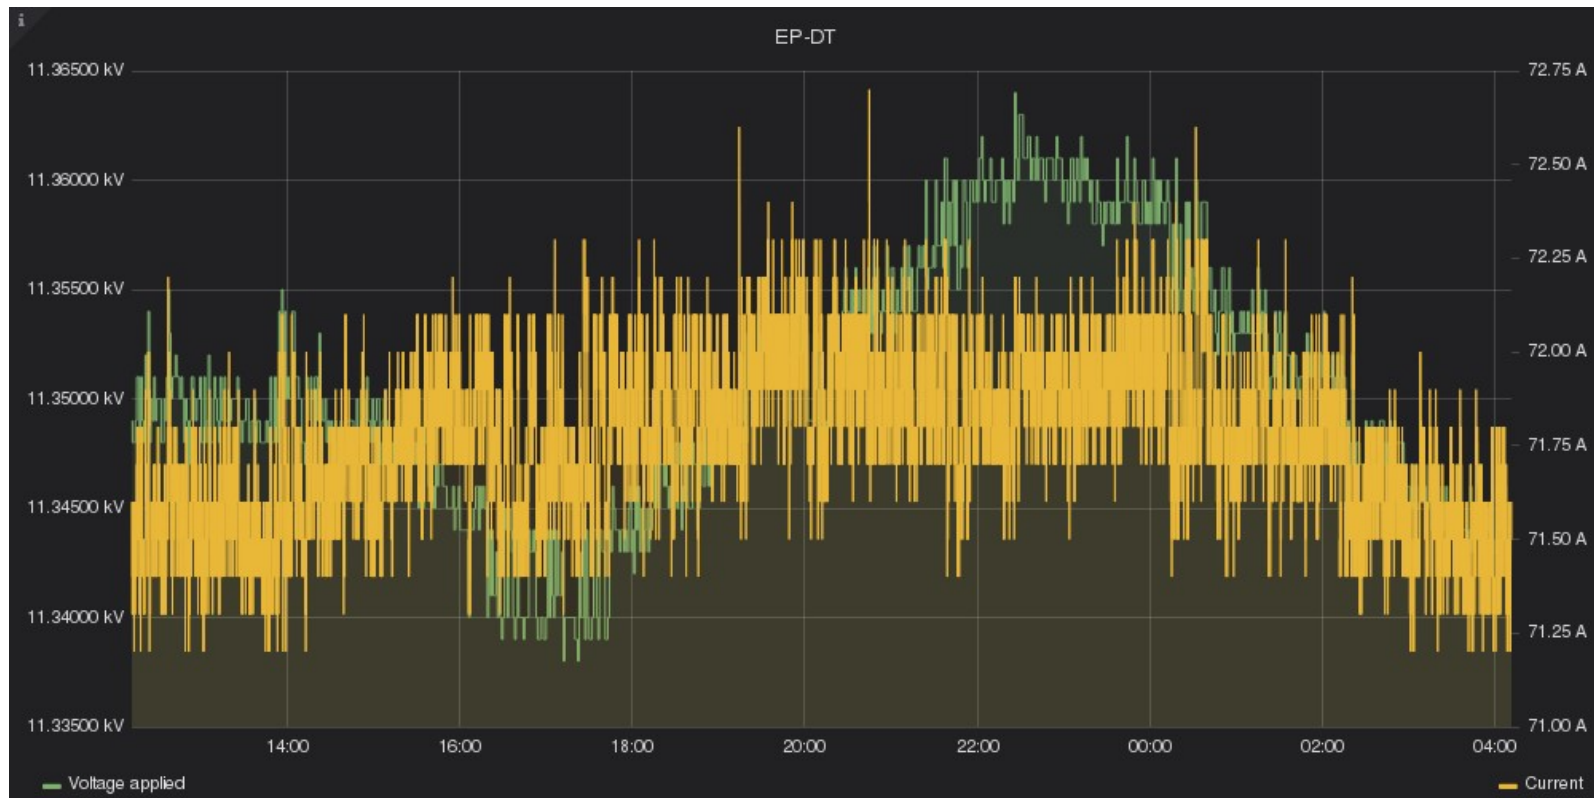 i
EP-DT
11.36500 kV
11.36000 kV
11.35500 kV
11.35000 kV
11.34500 kV
11.34000 kV
11.33500 kV
72.75 A
72.50 A
72.25 A
72.00 A
71.75 A
71.50 A
71.25 A
71.00 A
14:00 16:00 18:00 20:00 22:00 00:00 02:00 04:00
Voltage applied Current